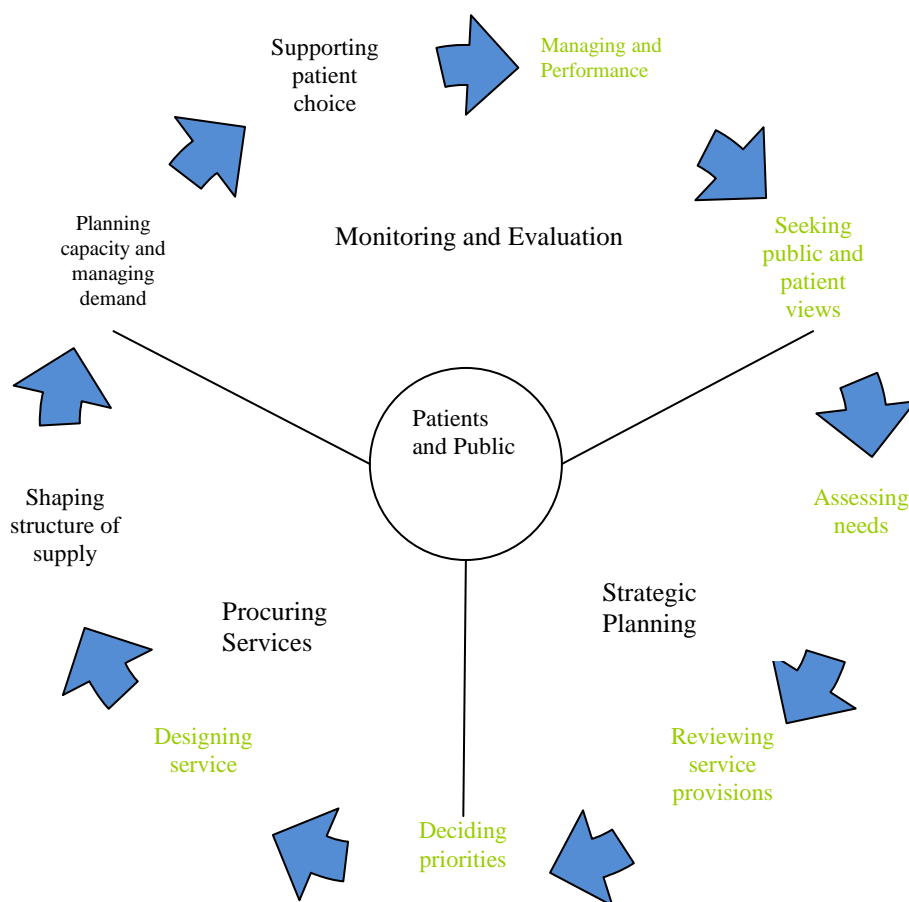 Supporting
patient
choice
Managing and
Performance
Planning
capacity and
managing
demand
Monitoring and Evaluation
Seeking
public and
patient
views
Patients
and Public
Shaping
structure of
supply
Assessing
needs
Procuring
Services
Strategic
Planning
Designing
service
Reviewing
service
provisions
Deciding
priorities